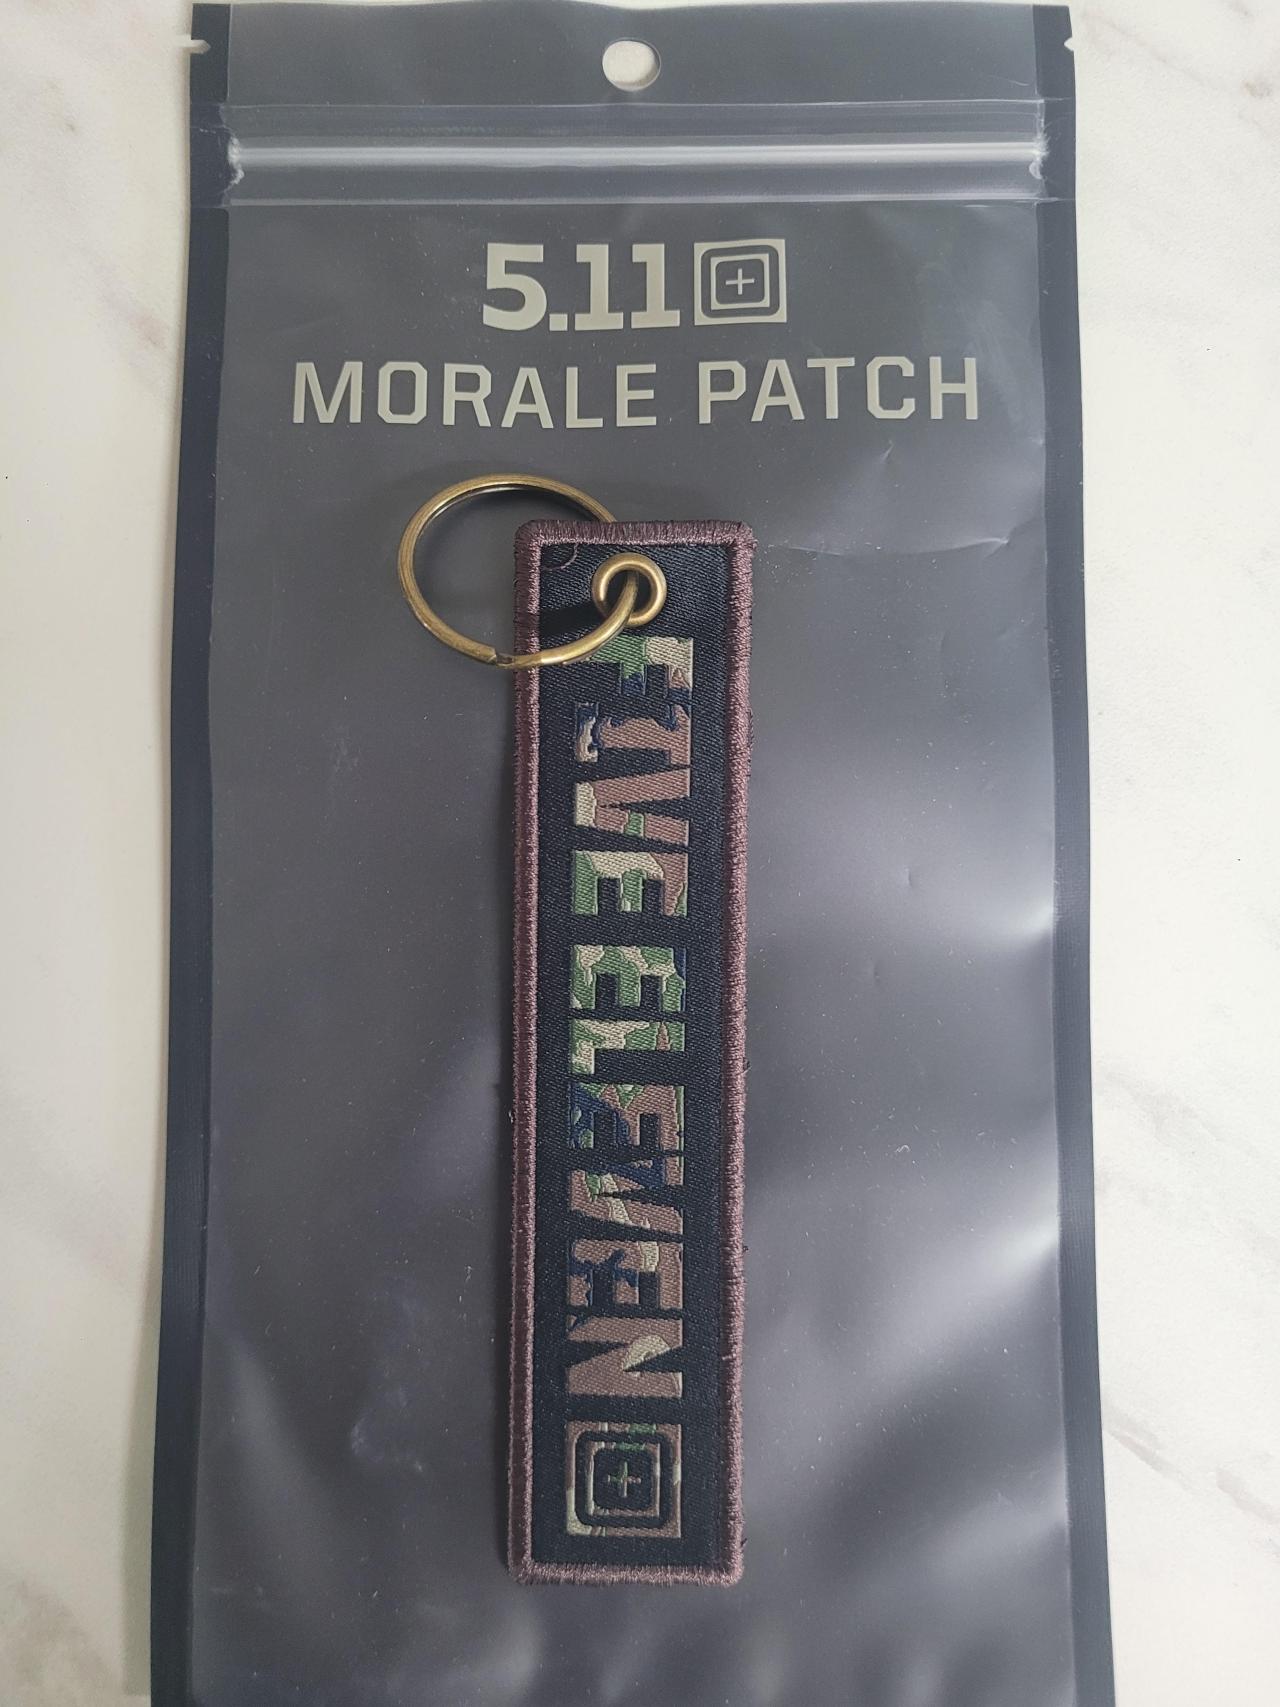 5.11
MORALE PATCH
FIVE ELEVEN